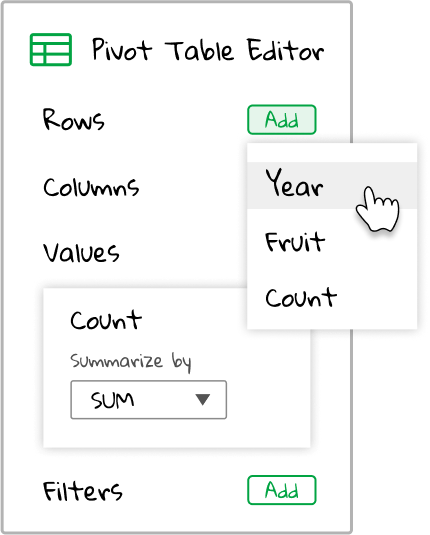 Pivot Table Editor
Rows Add
Year
Columns
Fruit
Values
Count
Count
Summarize by
SUM
Filters Add